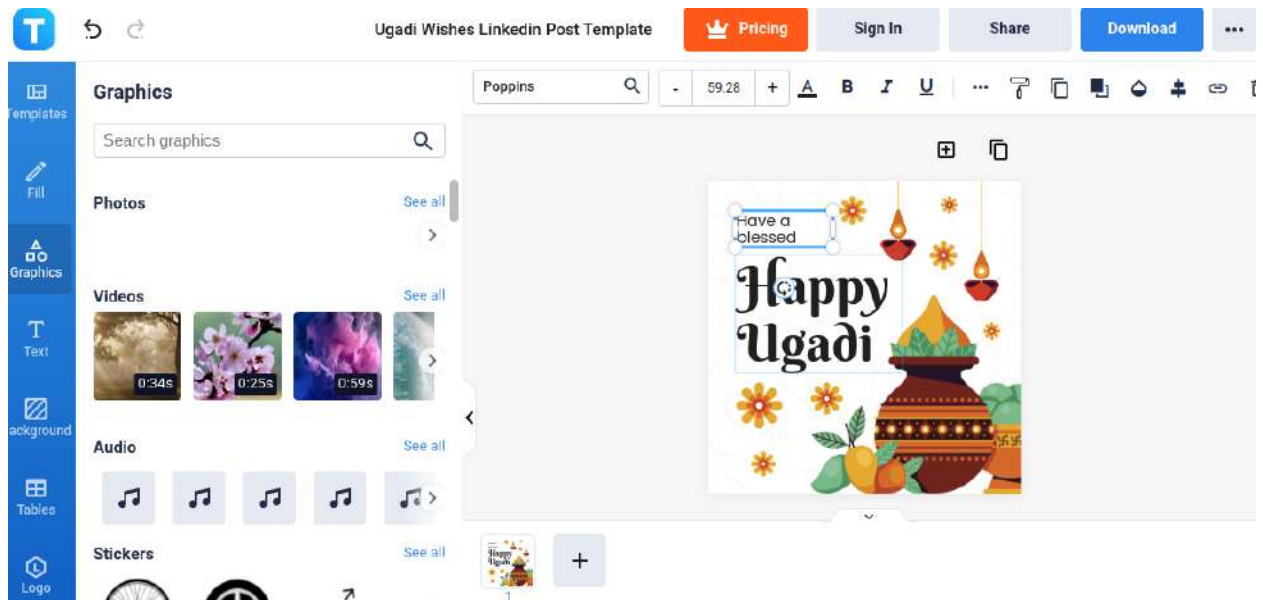 T
Ugadi Wishes Linkedin Post Template
Pricing
Sign In
Share
Download
Templates
Fill
Graphics
T
Text
ackground
Tables
L
Logo
Graphics
Search graphics
Photos
See all
Videos
See all
0:34s
0:25s
0:59s
Audio
See all
Stickers
See all
Poppins
-
59.28
+
A
B
I
U
Have a
blessed
Happy
Ugadi
Happy
Ugadi
+
1